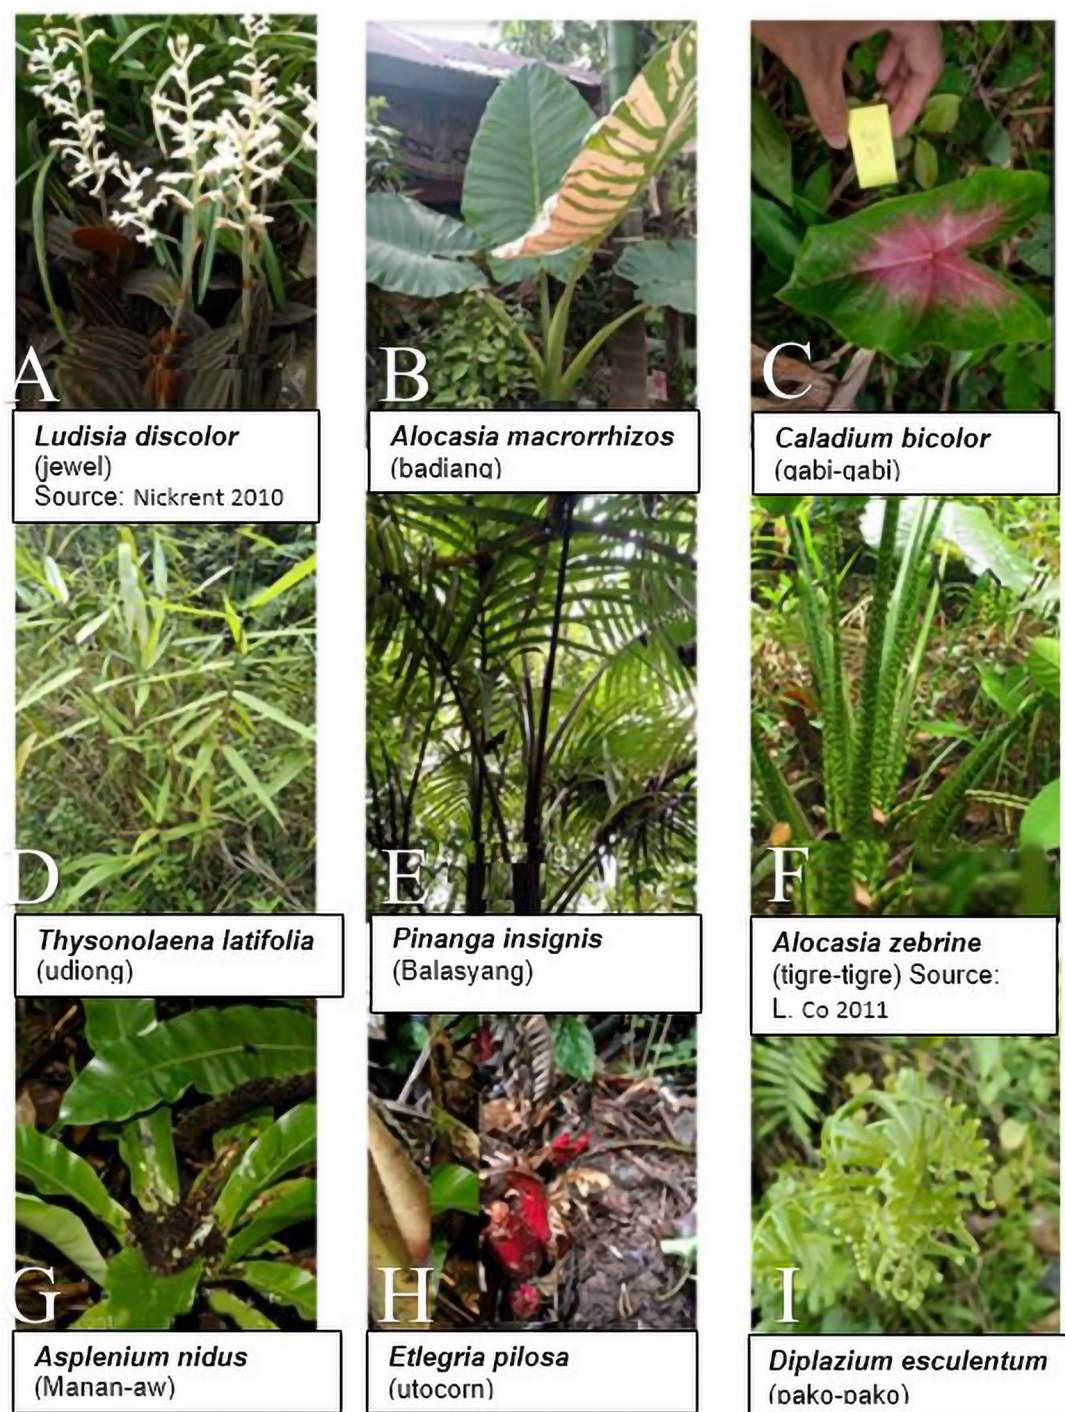 A
B
C
Ludisia discolor
(jewel)
Source: Nickrent 2010
Alocasia macrorrhizos
(badiang)
Caladium bicolor
(gabi-gabi)
D
E
F
Thysonolaena latifolia
(udiong)
Pinanga insignis
(Balasyang)
Alocasia zebrine
(tigre-tigre) Source:
L. Co 2011
G
H
I
Asplenium nidus
(Manan-aw)
Etlegria pilosa
(utocorn)
Diplazium esculentum
(pako-pako)